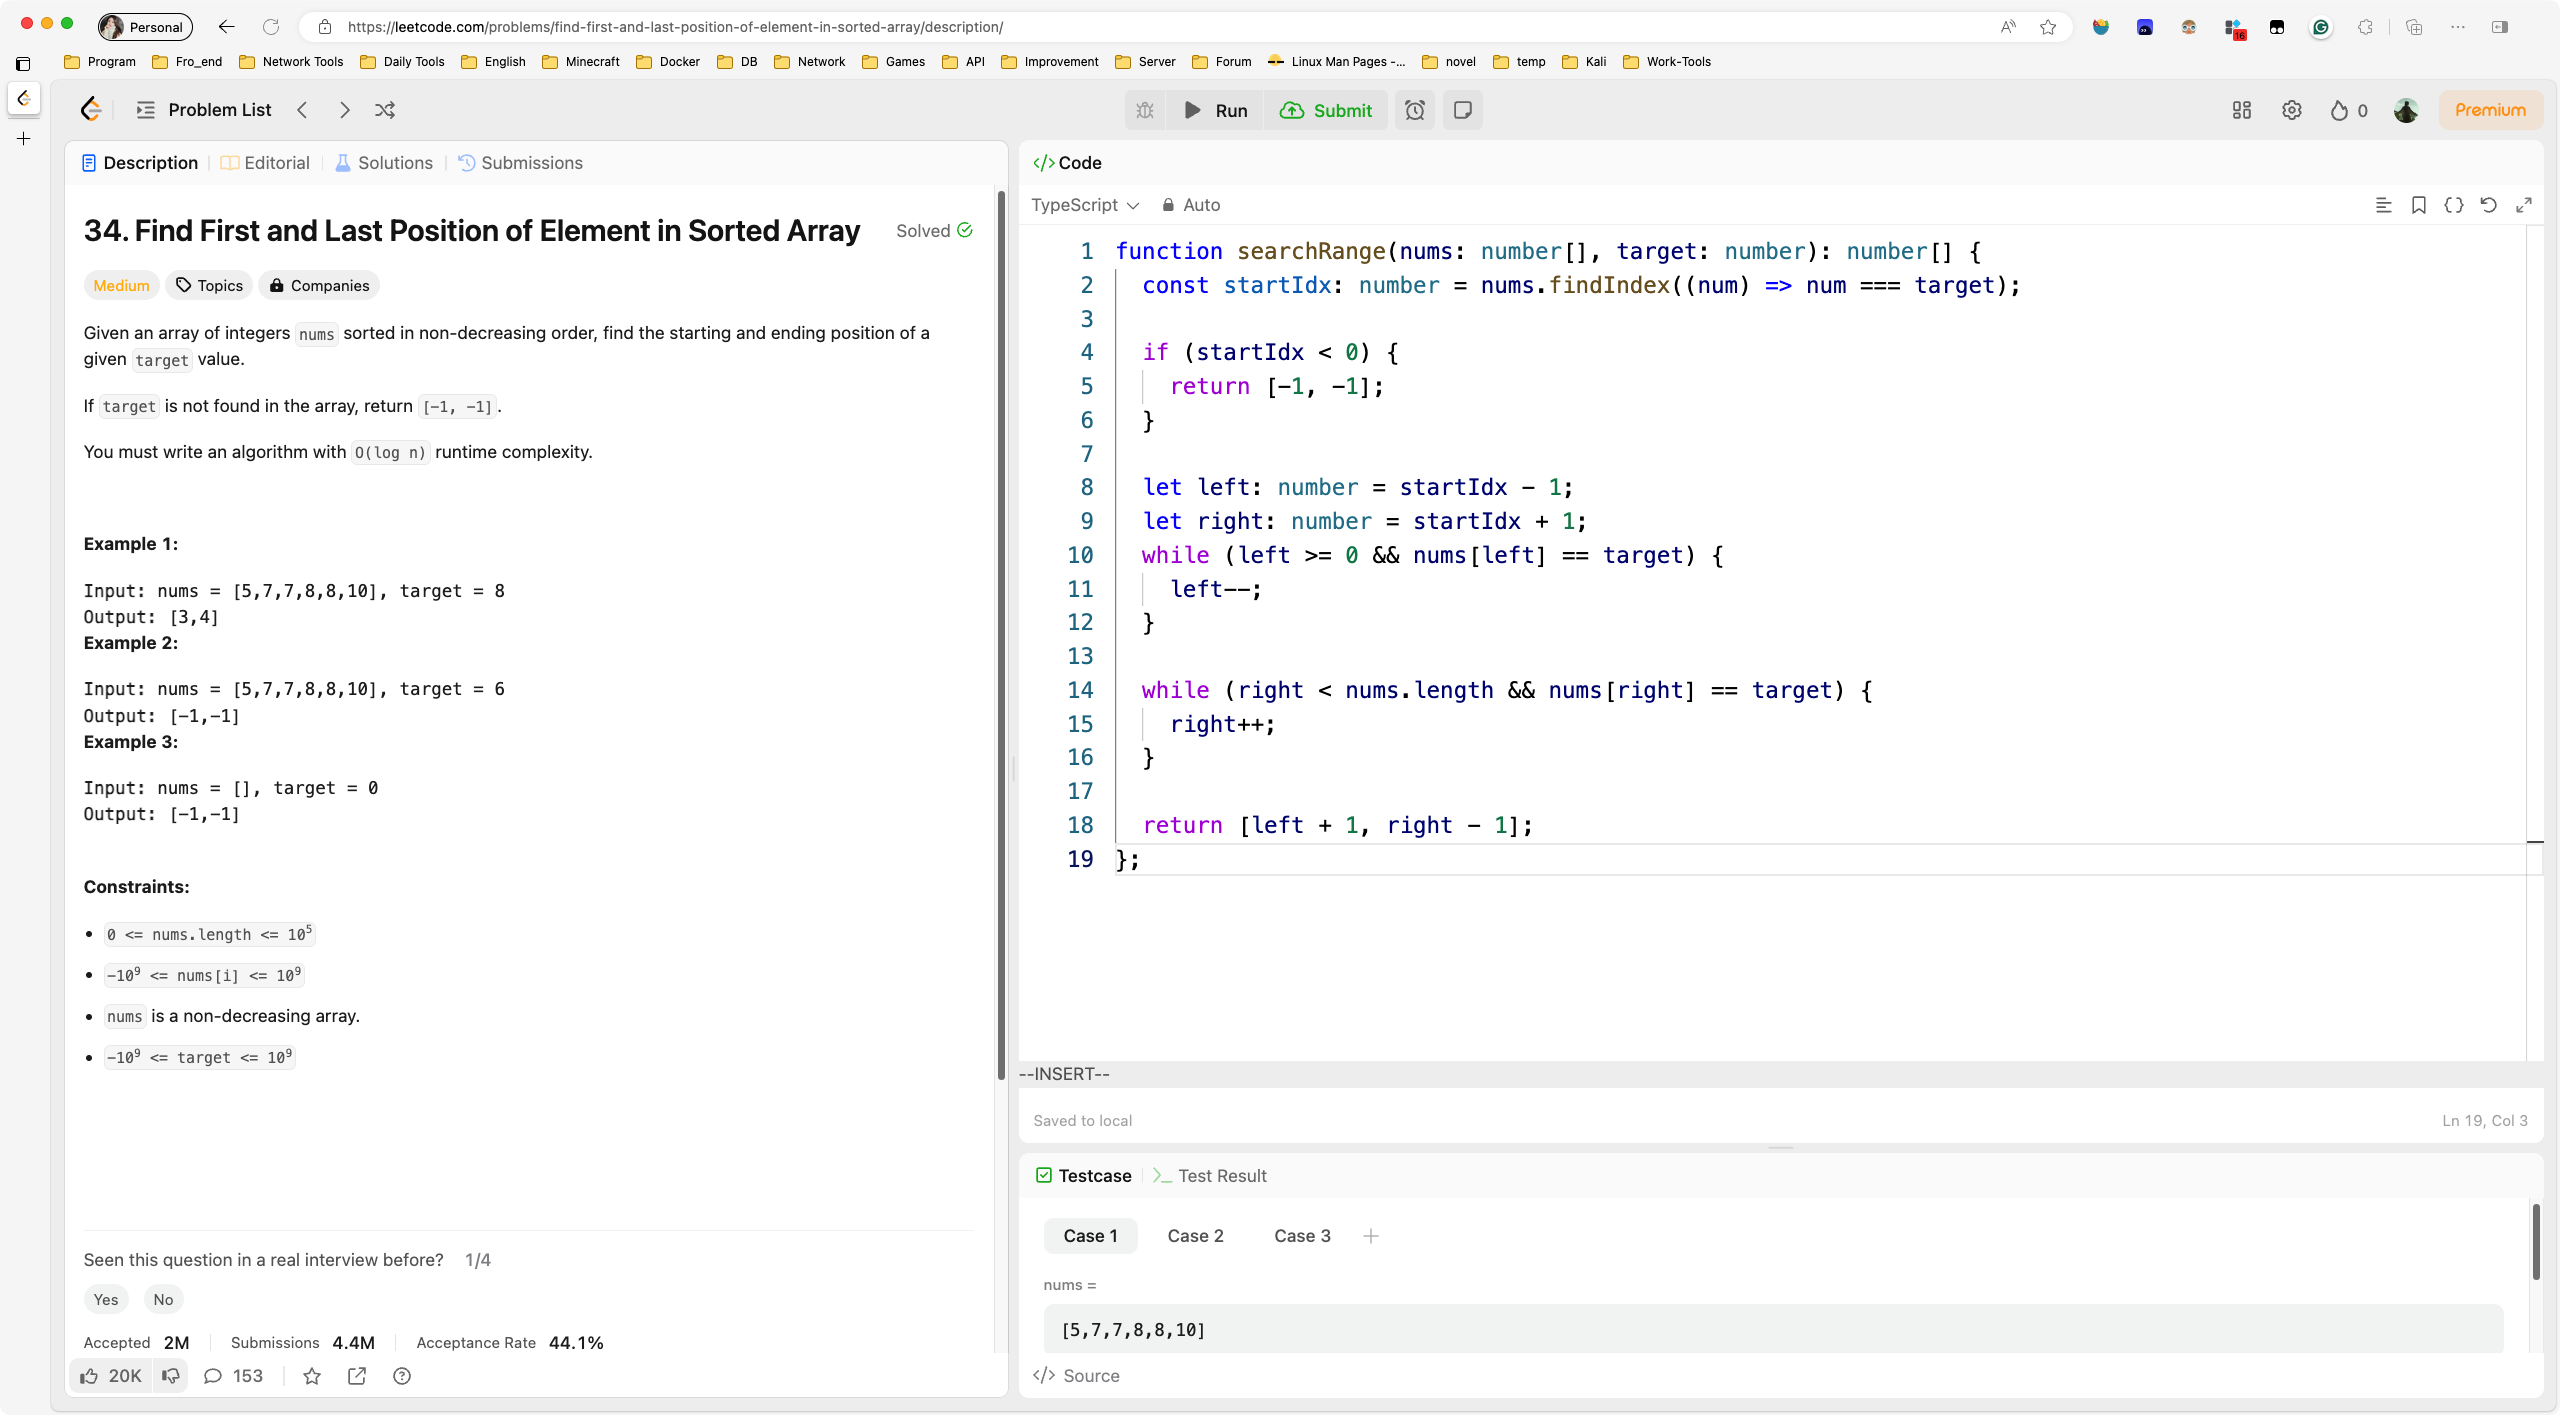 Personal
https://leetcode.com/problems/find-first-and-last-position-of-element-in-sorted-array/description/
16
Program Fro_end Network Tools Daily Tools English Minecraft Docker DB Network Games API Improvement Server Forum Linux Man Pages -... novel temp Kali Work-Tools
Problem List
Run Submit
0
Premium
Description Editorial Solutions Submissions
34. Find First and Last Position of Element in Sorted Array
Solved
Medium Topics Companies
Given an array of integers nums sorted in non-decreasing order, find the starting and ending position of a
given target value.
If target is not found in the array, return [-1, -1].
You must write an algorithm with O(log n) runtime complexity.
Example 1:
Input: nums = [5,7,7,8,8,10], target = 8
Output: [3,4]
Example 2:
Input: nums = [5,7,7,8,8,10], target = 6
Output: [-1,-1]
Example 3:
Input: nums = [], target = 0
Output: [-1,-1]
Constraints:
• 0 <= nums.length <= 10⁵
• -10⁹ <= nums[i] <= 10⁹
• nums is a non-decreasing array.
• -10⁹ <= target <= 10⁹
Seen this question in a real interview before? 1/4
Yes No
Accepted 2M Submissions 4.4M Acceptance Rate 44.1%
20K 153
</> Code
TypeScript Auto
1 function searchRange(nums: number[], target: number): number[] {
2 const startIdx: number = nums.findIndex((num) => num === target);
3
4 if (startIdx < 0) {
5 return [-1, -1];
6 }
7
8 let left: number = startIdx - 1;
9 let right: number = startIdx + 1;
10 while (left >= 0 && nums[left] == target) {
11 left--;
12 }
13
14 while (right < nums.length && nums[right] == target) {
15 right++;
16 }
17
18 return [left + 1, right - 1];
19 };
--INSERT--
Saved to local Ln 19, Col 3
Testcase Test Result
Case 1 Case 2 Case 3 +
nums =
[5,7,7,8,8,10]
</> Source